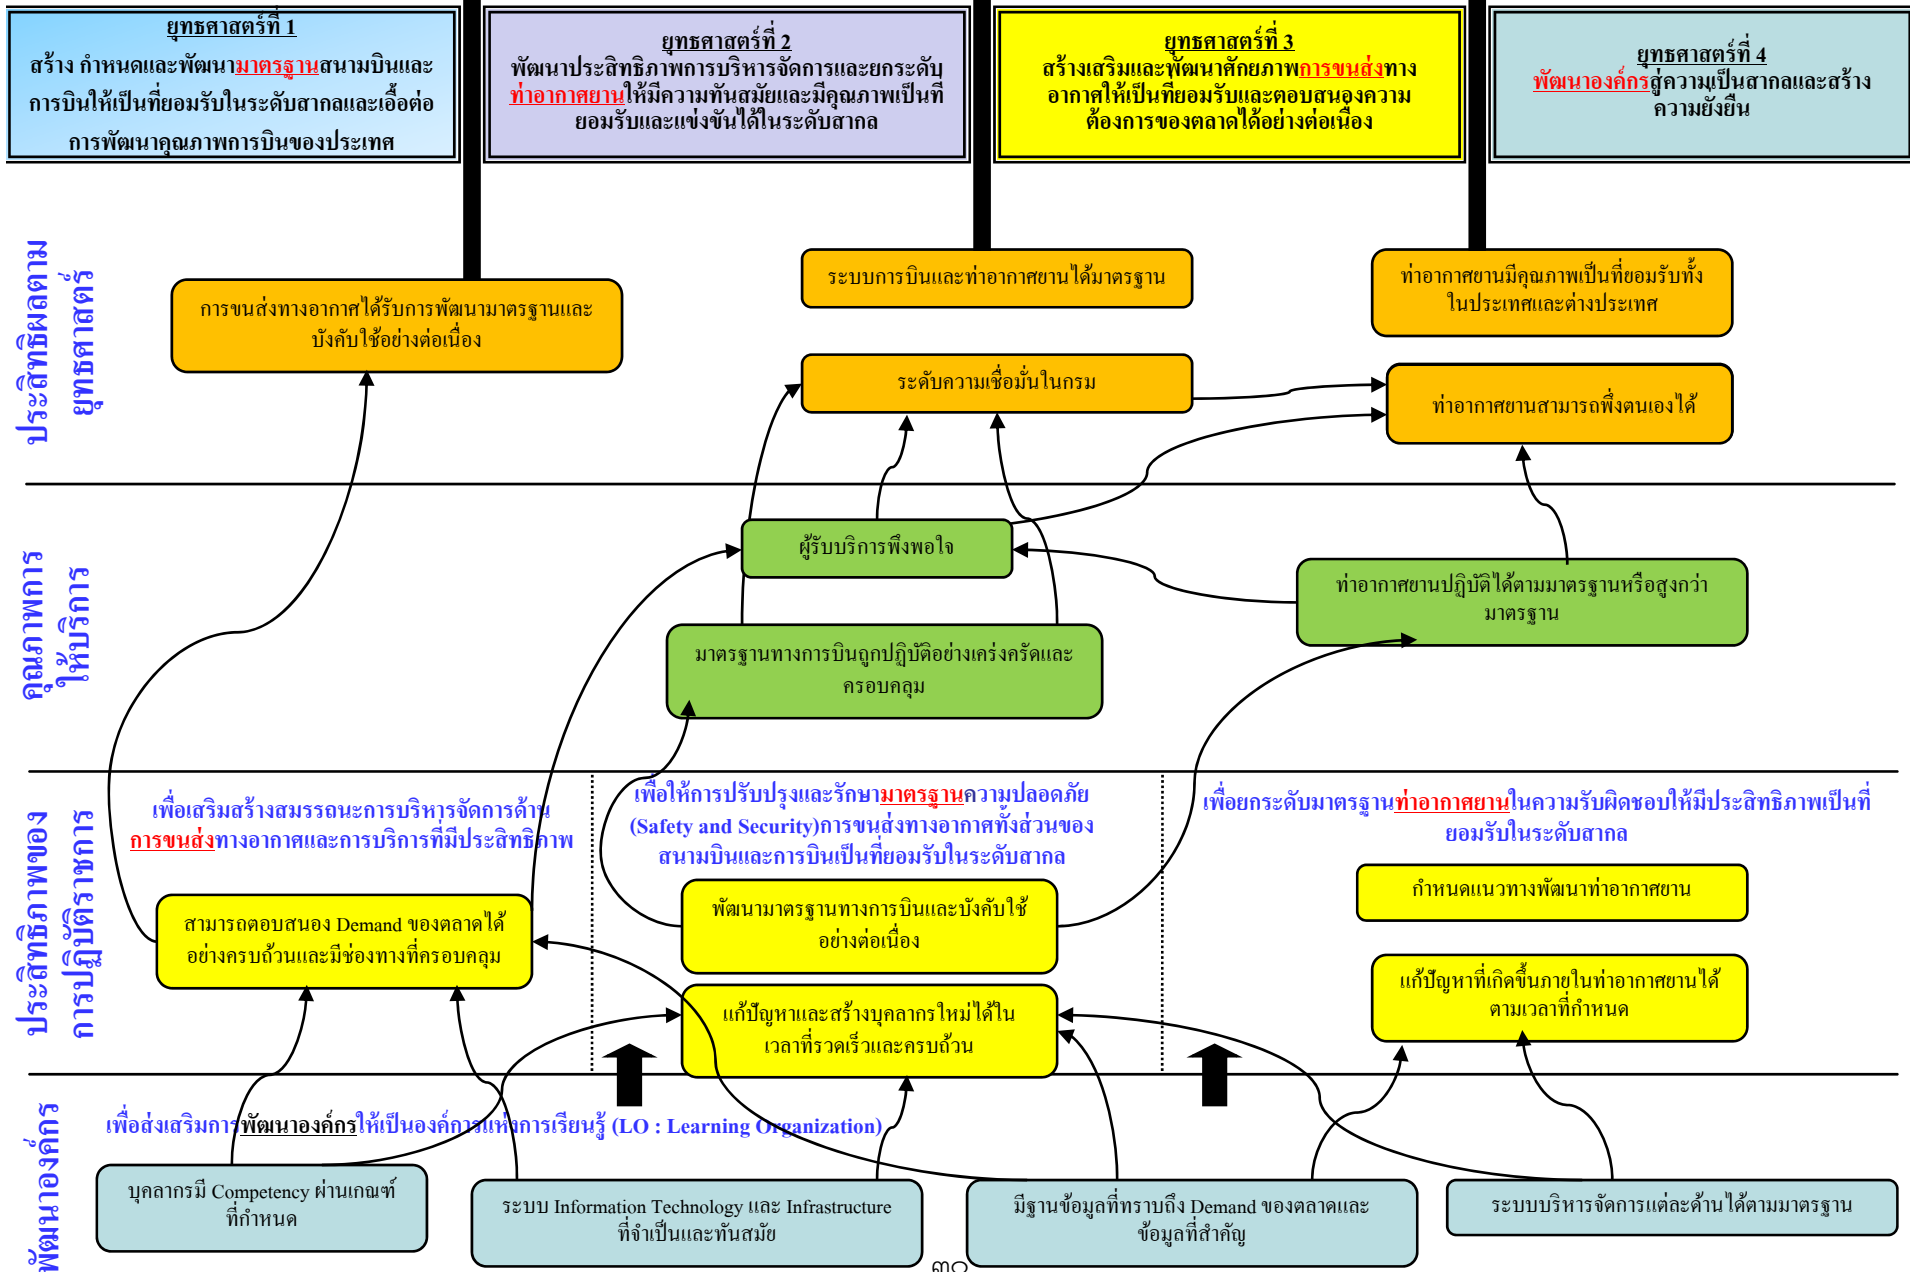 ยุทธศาสตร์ที่ 1
สร้าง กำหนดและพัฒนามาตรฐานสนามบินและ
การบินให้เป็นที่ยอมรับในระดับสากลและเอื้อต่อ
การพัฒนาคุณภาพการบินของประเทศ
ยุทธศาสตร์ที่ 2
พัฒนาประสิทธิภาพการบริหารจัดการและยกระดับ
ท่าอากาศยานให้มีความทันสมัยและมีคุณภาพเป็นที่
ยอมรับและแข่งขันได้ในระดับสากล
ยุทธศาสตร์ที่ 3
สร้างเสริมและพัฒนาศักยภาพการขนส่งทาง
อากาศให้เป็นที่ยอมรับและตอบสนองความ
ต้องการของตลาดได้อย่างต่อเนื่อง
ยุทธศาสตร์ที่ 4
พัฒนาองค์กรสู่ความเป็นสากลและสร้าง
ความยั่งยืน
ประสิทธิผลตาม
ยุทธศาสตร์
การขนส่งทางอากาศได้รับการพัฒนามาตรฐานและ
บังคับใช้อย่างต่อเนื่อง
ระบบการบินและท่าอากาศยานได้มาตรฐาน
ท่าอากาศยานมีคุณภาพเป็นที่ยอมรับทั้ง
ในประเทศและต่างประเทศ
ระดับความเชื่อมั่นในกรม
ท่าอากาศยานสามารถพึ่งตนเองได้
คุณภาพการ
ให้บริการ
ผู้รับบริการพึงพอใจ
ท่าอากาศยานปฏิบัติได้ตามมาตรฐานหรือสูงกว่า
มาตรฐาน
มาตรฐานทางการบินถูกปฏิบัติอย่างเคร่งครัดและ
ครอบคลุม
ประสิทธิภาพของ
การปฏิบัติราชการ
เพื่อเสริมสร้างสมรรถนะการบริหารจัดการด้าน
การขนส่งทางอากาศและการบริการที่มีประสิทธิภาพ
เพื่อให้การปรับปรุงและรักษามาตรฐานความปลอดภัย
(Safety and Security)การขนส่งทางอากาศทั้งส่วนของ
สนามบินและการบินเป็นที่ยอมรับในระดับสากล
เพื่อยกระดับมาตรฐานท่าอากาศยานในความรับผิดชอบให้มีประสิทธิภาพเป็นที่
ยอมรับในระดับสากล
สามารถตอบสนอง Demand ของตลาดได้
อย่างครบถ้วนและมีช่องทางที่ครอบคลุม
พัฒนามาตรฐานทางการบินและบังคับใช้
อย่างต่อเนื่อง
กำหนดแนวทางพัฒนาท่าอากาศยาน
แก้ปัญหาและสร้างบุคลากรใหม่ได้ใน
เวลาที่รวดเร็วและครบถ้วน
แก้ปัญหาที่เกิดขึ้นภายในท่าอากาศยานได้
ตามเวลาที่กำหนด
พัฒนาองค์กร
เพื่อส่งเสริมการพัฒนาองค์กรให้เป็นองค์การแห่งการเรียนรู้ (LO : Learning Organization)
บุคลากรมี Competency ผ่านเกณฑ์
ที่กำหนด
ระบบ Information Technology และ Infrastructure
ที่จำเป็นและทันสมัย
มีฐานข้อมูลที่ทราบถึง Demand ของตลาดและ
ข้อมูลที่สำคัญ
ระบบบริหารจัดการแต่ละด้านได้ตามมาตรฐาน
๓๐